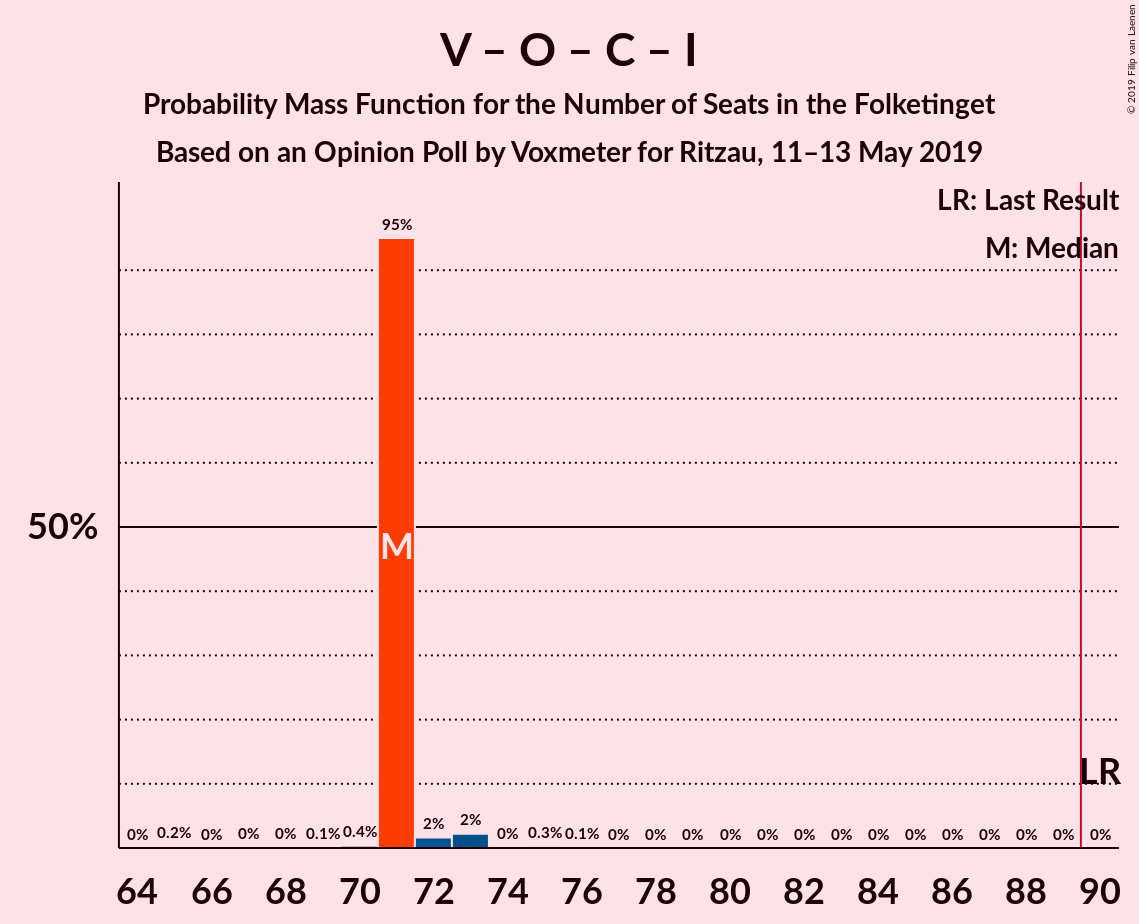 V – O – C – I
Probability Mass Function for the Number of Seats in the Folketinget
Based on an Opinion Poll by Voxmeter for Ritzau, 11–13 May 2019
© 2019 Filip van Laenen
LR: Last Result
M: Median
95%
50%
M
LR
0% 0.2% 0% 0% 0% 0.1% 0.4% 2% 2% 0% 0.3% 0.1% 0% 0% 0% 0% 0% 0% 0% 0% 0% 0% 0% 0% 0% 0%
64 66 68 70 72 74 76 78 80 82 84 86 88 90